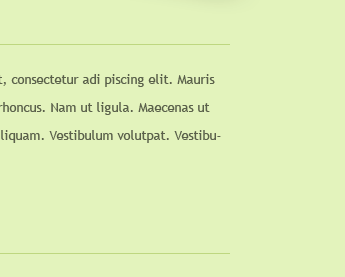 , consectetur adi piscing elit. Mauris
rhoncus. Nam ut ligula. Maecenas ut
liquam. Vestibulum volutpat. Vestibu-